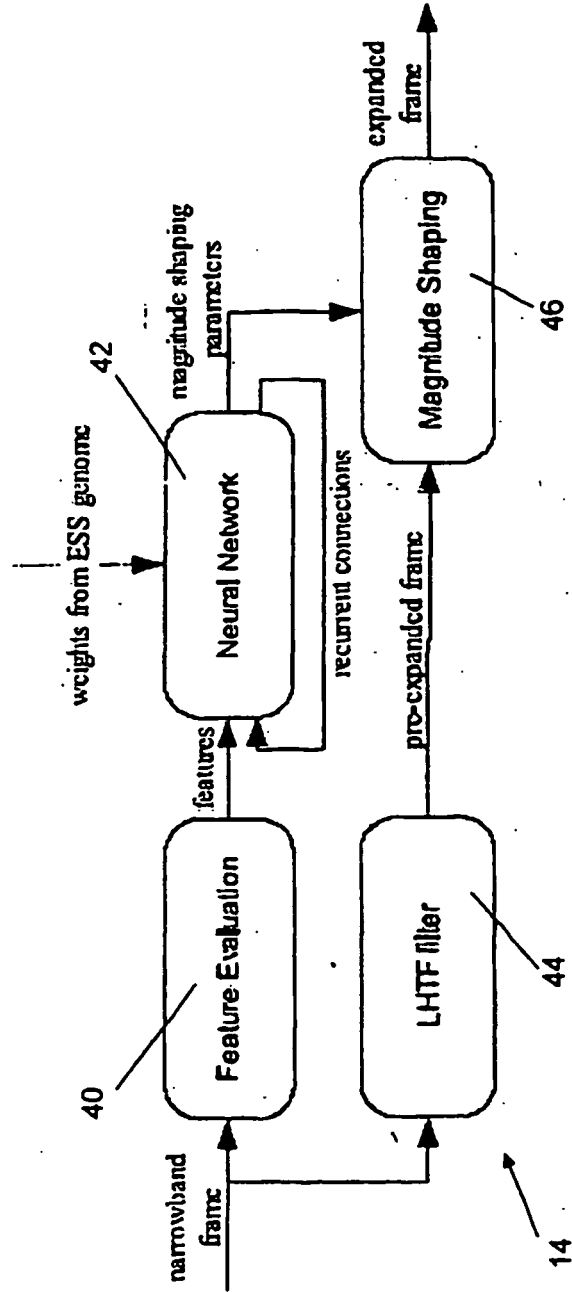 narrowband
frame
40
Feature Evaluation
features
weights from ESS genome
42
Neural Network
recurrent connections
magnitude shaping
parameters
LHTF filter
44
pre-expanded frame
Magnitude Shaping
46
expanded
frame
14